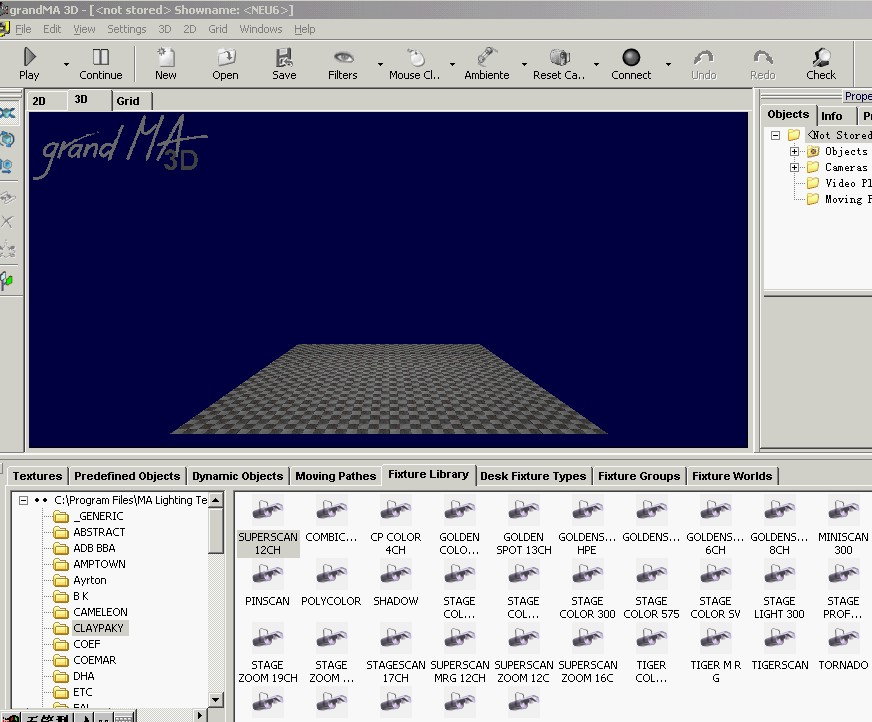 grandMA 3D - [<not stored> Showname: <NEU6>]
File Edit View Settings 3D 2D Grid Windows Help
Play Continue New Open Save Filters Mouse Cl... Ambiente Reset Ca... Connect Undo Redo Check
2D 3D Grid
grand MA
3D
Objects Info
<Not Stored
Objects
Cameras
Video Pl
Moving
Textures Predefined Objects Dynamic Objects Moving Pathes Fixture Library Desk Fixture Types Fixture Groups Fixture Worlds
C:\Program Files\MA Lighting Te
_GENERIC
ABSTRACT
ADB BBA
AMPTOWN
Ayrton
B K
CAMELEON
CLAYPAKY
COEF
COEMAR
DHA
ETC
SUPERSCAN 12CH
COMBIC...
CP COLOR 4CH
GOLDEN COLO...
GOLDEN SPOT 13CH
GOLDENS... HPE
GOLDENS...
GOLDENS... 6CH
GOLDENS... 8CH
MINISCAN 300
PINSCAN
POLYCOLOR
SHADOW
STAGE COL...
STAGE COL...
STAGE COLOR 300
STAGE COLOR 575
STAGE COLOR SV
STAGE LIGHT 300
STAGE PROF...
STAGE ZOOM 19CH
STAGE ZOOM ...
STAGESCAN 17CH
SUPERSCAN MRG 12CH
SUPERSCAN ZOOM 12C
SUPERSCAN ZOOM 16C
TIGER COL...
TIGER M R G
TIGERSCAN
TORNADO